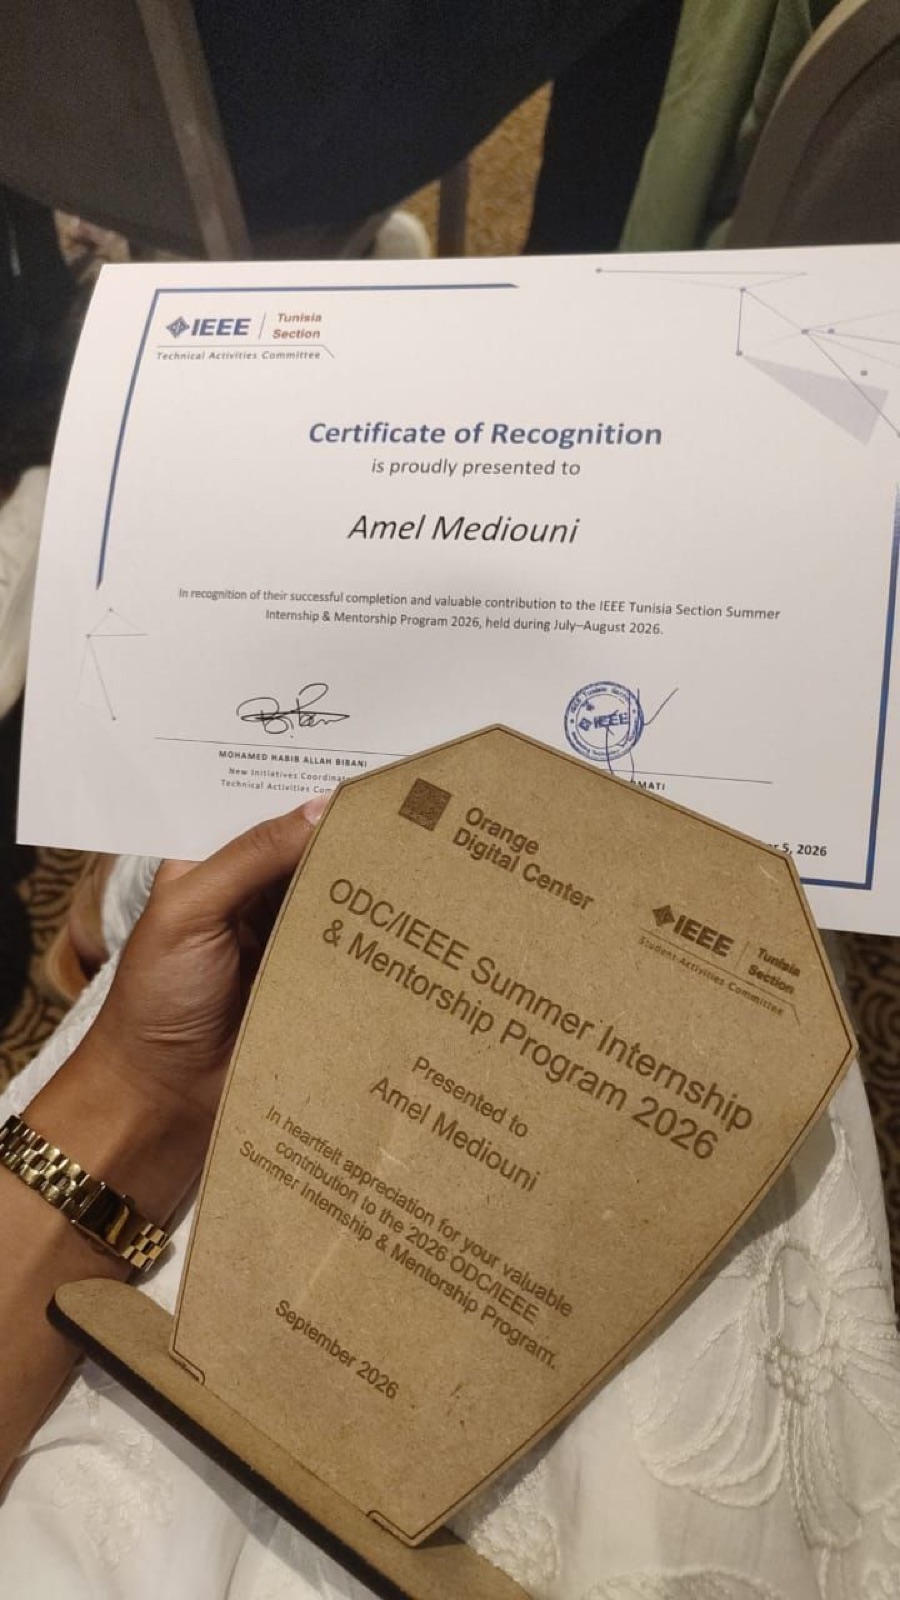 IEEE
Tunisia
Section
Technical Activities Committee
Certificate of Recognition
is proudly presented to
Amel Mediouni
In recognition of their successful completion and valuable contribution to the IEEE Tunisia Section Summer
Internship & Mentorship Program 2026, held during July–August 2026.
IEEE
MOHAMED HABIB ALLAH BIBANI
New Initiatives
Technical Activities
5, 2026
Orange
Digital Center
IEEE
Tunisia
Section
Student Activities Committee
ODC/IEEE Summer Internship
& Mentorship Program 2026
Presented to
Amel Mediouni
In heartfelt appreciation for your valuable
contribution to the 2026 ODC/IEEE
Summer Internship & Mentorship Program.
September 2026